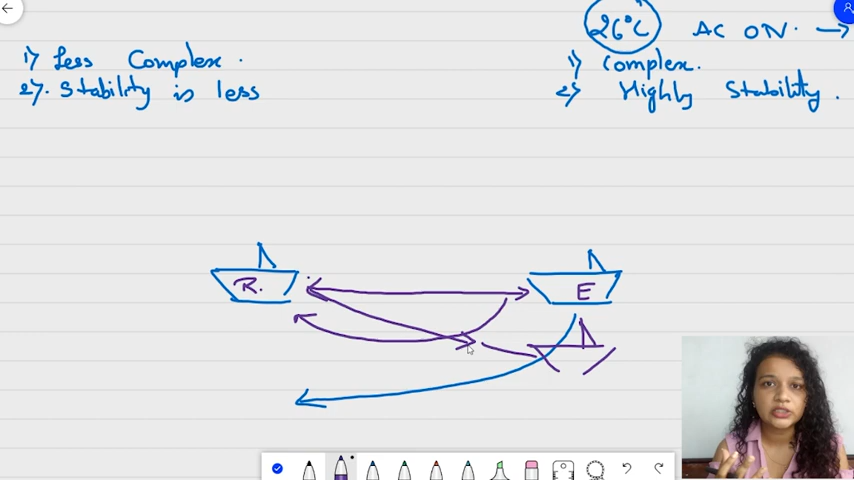 26°C AC ON. →
1) Less Complex.
2). Stability is less
1) Complex.
2) Highly Stability.
R.
E